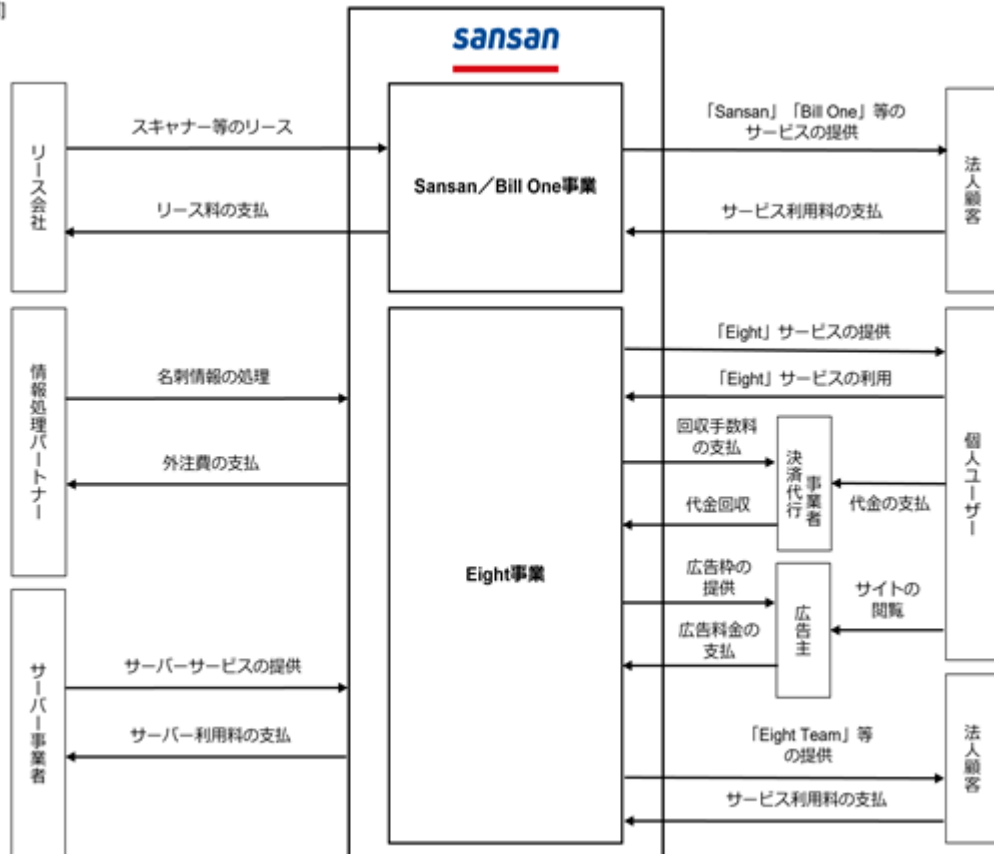 sansan
リース会社
スキャナー等のリース
リース料の支払
Sansan／Bill One事業
「Sansan」「Bill One」等の
サービスの提供
サービス利用料の支払
法人顧客
情報処理パートナー
名刺情報の処理
外注費の支払
サーバー事業者
サーバーサービスの提供
サーバー利用料の支払
Eight事業
「Eight」サービスの提供
「Eight」サービスの利用
回収手数料
の支払
代金回収
決済代行
事業者
代金の支払
個人ユーザー
広告枠の
提供
広告料金の
支払
広告主
サイトの
閲覧
「Eight Team」等
の提供
サービス利用料の支払
法人顧客